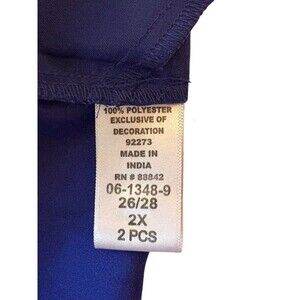 100% POLYESTER
EXCLUSIVE OF
DECORATION
92273
MADE IN
INDIA
RN # 88842
06-1348-9
26/28
2X
2 PCS